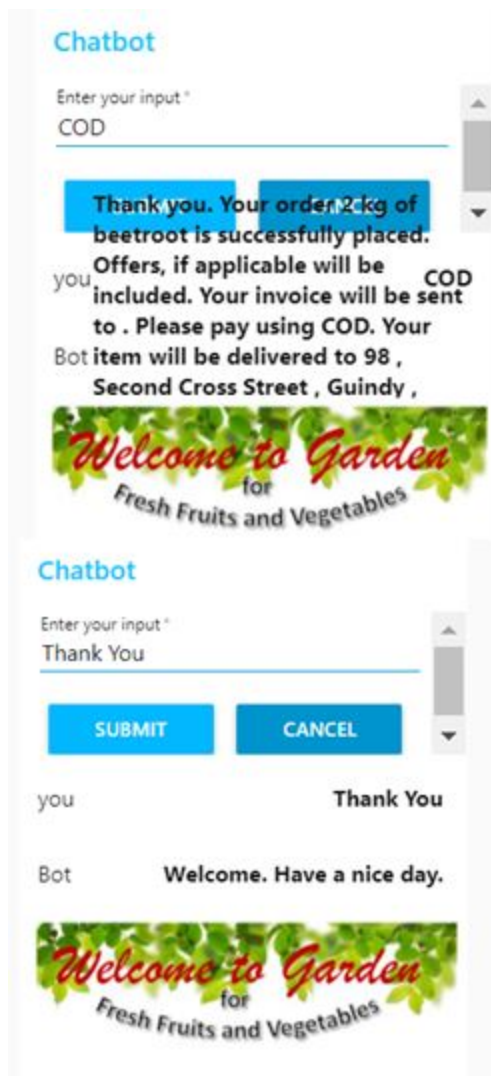 Chatbot
Enter your input *
COD
Thank you. Your order 2 kg of
beetroot is successfully placed.
Offers, if applicable will be
you COD
included. Your invoice will be sent
to . Please pay using COD. Your
Bot item will be delivered to 98 ,
Second Cross Street , Guindy ,
Welcome to Garden
for
Fresh Fruits and Vegetables
Chatbot
Enter your input *
Thank You
SUBMIT CANCEL
you Thank You
Bot Welcome. Have a nice day.
Welcome to Garden
for
Fresh Fruits and Vegetables